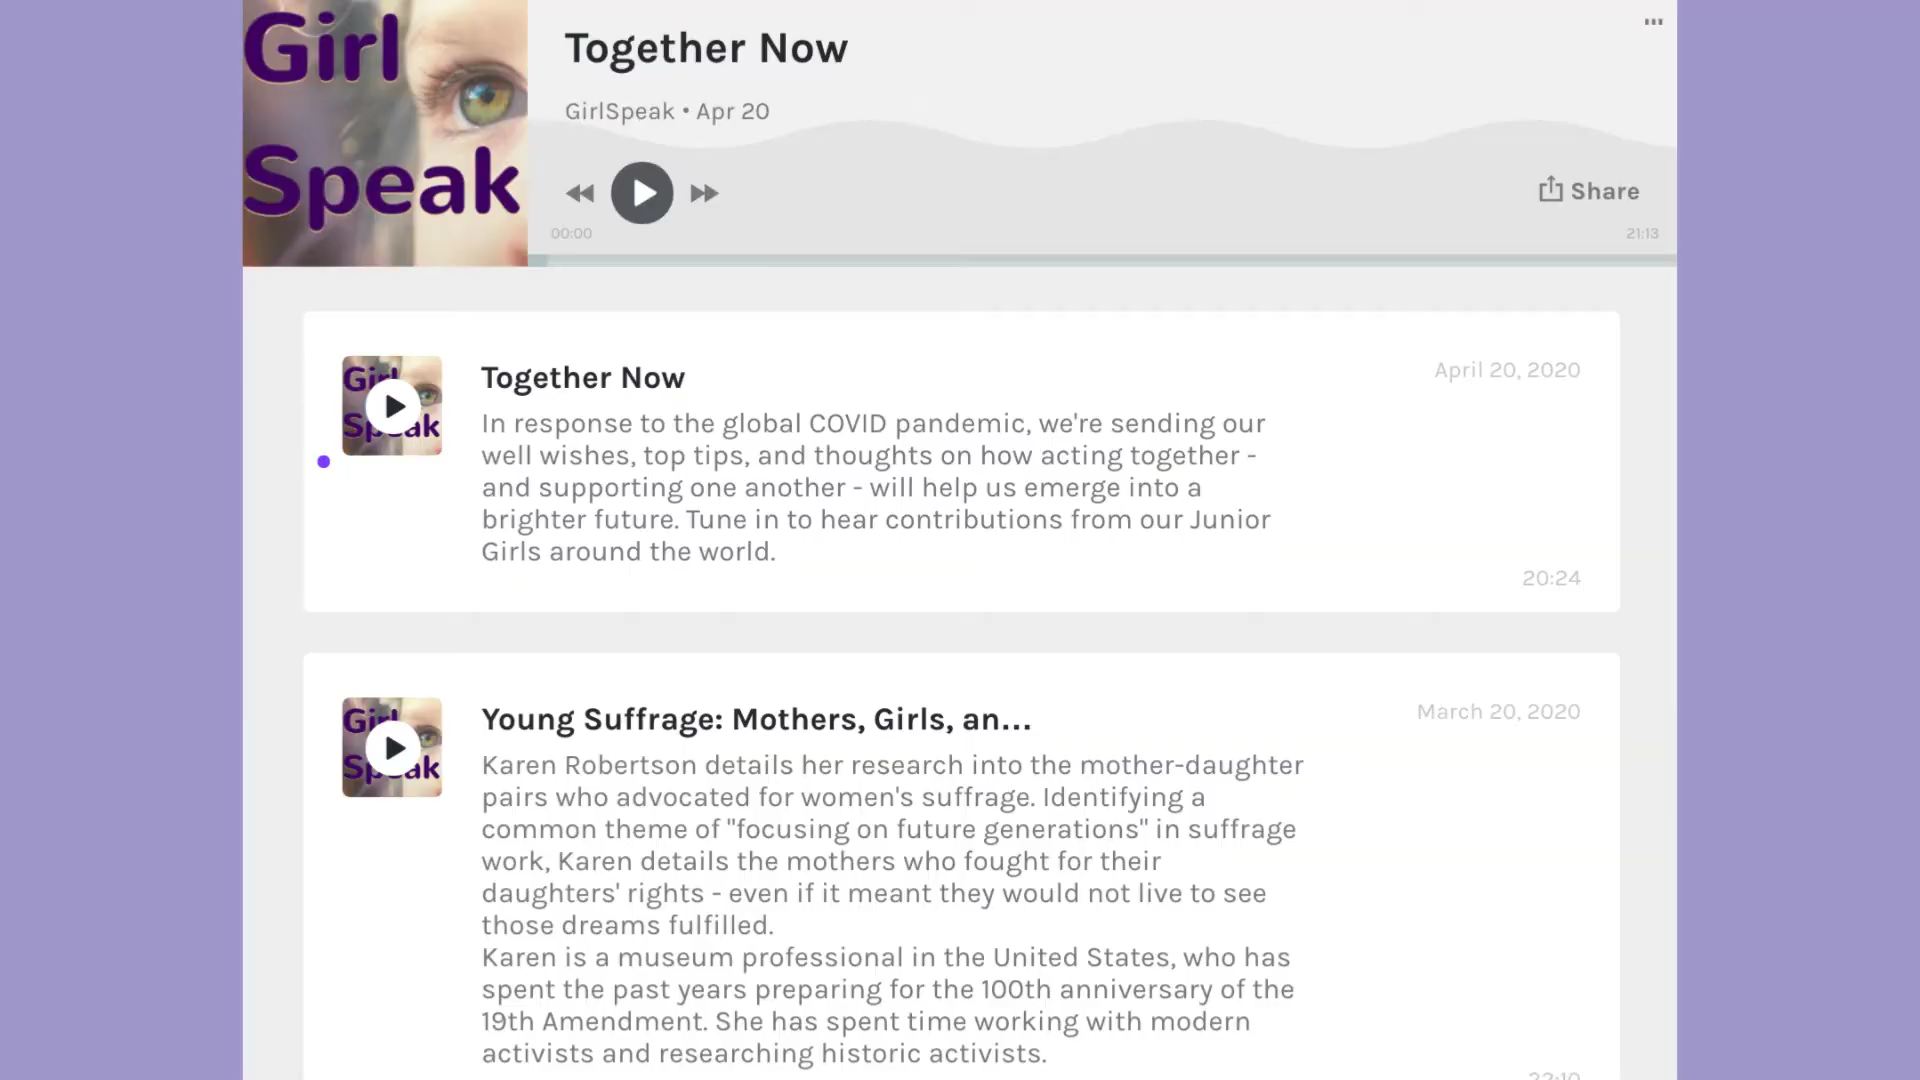 Girl
Speak
Together Now
GirlSpeak • Apr 20
Share
00:00
21:13
Girl
Speak
Together Now
April 20, 2020
In response to the global COVID pandemic, we're sending our
well wishes, top tips, and thoughts on how acting together -
and supporting one another - will help us emerge into a
brighter future. Tune in to hear contributions from our Junior
Girls around the world.
20:24
Girl
Speak
Young Suffrage: Mothers, Girls, an...
March 20, 2020
Karen Robertson details her research into the mother-daughter
pairs who advocated for women's suffrage. Identifying a
common theme of "focusing on future generations" in suffrage
work, Karen details the mothers who fought for their
daughters' rights - even if it meant they would not live to see
those dreams fulfilled.
Karen is a museum professional in the United States, who has
spent the past years preparing for the 100th anniversary of the
19th Amendment. She has spent time working with modern
activists and researching historic activists.